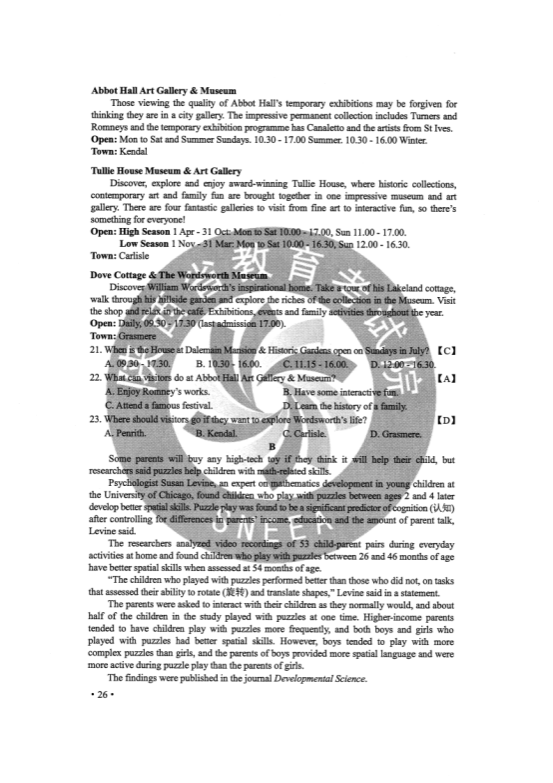 Abbot Hall Art Gallery & Museum
Those viewing the quality of Abbot Hall's temporary exhibitions may be forgiven for
thinking they are in a city gallery. The impressive permanent collection includes Turners and
Romneys and the temporary exhibition programme has Canaletto and the artists from St Ives.
Open: Mon to Sat and Summer Sundays. 10.30 - 17.00 Summer. 10.30 - 16.00 Winter.
Town: Kendal
Tullie House Museum & Art Gallery
Discover, explore and enjoy award-winning Tullie House, where historic collections,
contemporary art and family fun are brought together in one impressive museum and art
gallery. There are four fantastic galleries to visit from fine art to interactive fun, so there's
something for everyone!
Open: High Season 1 Apr - 31 Oct: Mon to Sat 10.00 - 17.00, Sun 11.00 - 17.00.
Low Season 1 Nov - 31 Mar: Mon to Sat 10.00 - 16.30, Sun 12.00 - 16.30.
Town: Carlisle
Dove Cottage & The Wordsworth Museum
Discover William Wordsworth's inspirational home. Take a tour of his Lakeland cottage,
walk through his hillside garden and explore the riches of the collection in the Museum. Visit
the shop and relax in the café. Exhibitions, events and family activities throughout the year.
Open: Daily, 09.30 - 17.30 (last admission 17.00).
Town: Grasmere
21. When is the House at Dalemain Mansion & Historic Gardens open on Sundays in July? 【C】
A. 09.30 - 17.30. B. 10.30 - 16.00. C. 11.15 - 16.00. D. 12.00 - 16.30.
22. What can visitors do at Abbot Hall Art Gallery & Museum? 【A】
A. Enjoy Romney's works. B. Have some interactive fun.
C. Attend a famous festival. D. Learn the history of a family.
23. Where should visitors go if they want to explore Wordsworth's life? 【D】
A. Penrith. B. Kendal. C. Carlisle. D. Grasmere.
B
Some parents will buy any high-tech toy if they think it will help their child, but
researchers said puzzles help children with math-related skills.
Psychologist Susan Levine, an expert on mathematics development in young children at
the University of Chicago, found children who play with puzzles between ages 2 and 4 later
develop better spatial skills. Puzzle play was found to be a significant predictor of cognition (认知)
after controlling for differences in parents' income, education and the amount of parent talk,
Levine said.
The researchers analyzed video recordings of 53 child-parent pairs during everyday
activities at home and found children who play with puzzles between 26 and 46 months of age
have better spatial skills when assessed at 54 months of age.
"The children who played with puzzles performed better than those who did not, on tasks
that assessed their ability to rotate (旋转) and translate shapes," Levine said in a statement.
The parents were asked to interact with their children as they normally would, and about
half of the children in the study played with puzzles at one time. Higher-income parents
tended to have children play with puzzles more frequently, and both boys and girls who
played with puzzles had better spatial skills. However, boys tended to play with more
complex puzzles than girls, and the parents of boys provided more spatial language and were
more active during puzzle play than the parents of girls.
The findings were published in the journal Developmental Science.
• 26 •